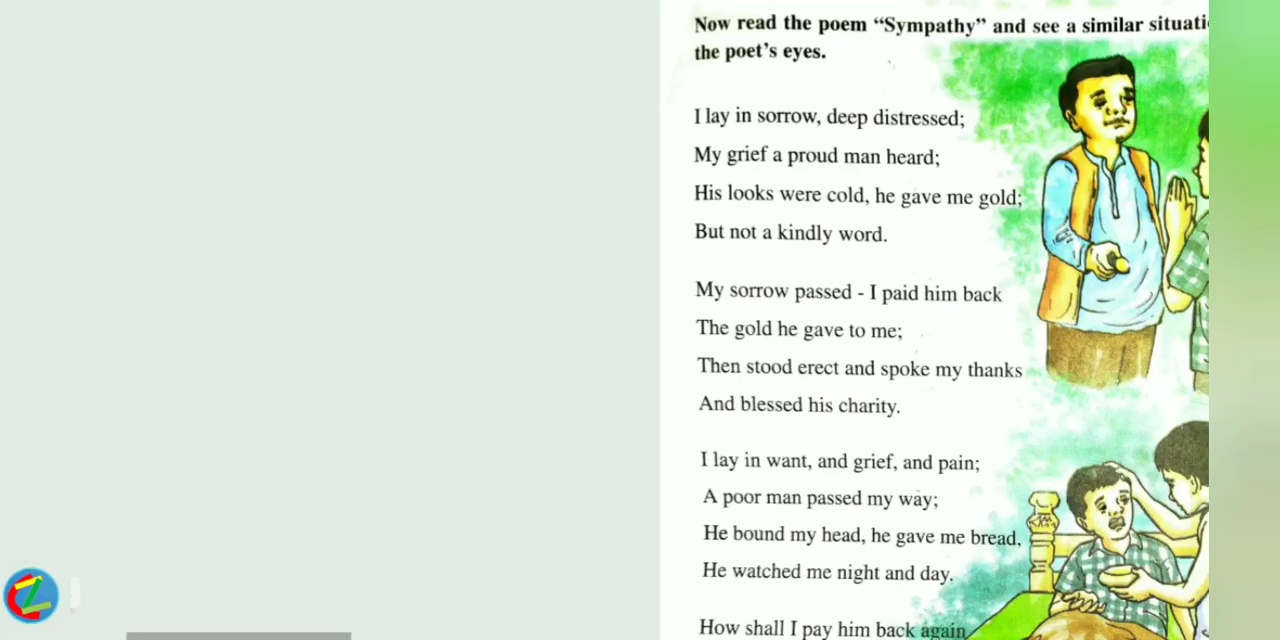 Now read the poem “Sympathy” and see a similar situati
the poet’s eyes.
I lay in sorrow, deep distressed;
My grief a proud man heard;
His looks were cold, he gave me gold;
But not a kindly word.
My sorrow passed - I paid him back
The gold he gave to me;
Then stood erect and spoke my thanks
And blessed his charity.
I lay in want, and grief, and pain;
A poor man passed my way;
He bound my head, he gave me bread,
He watched me night and day.
How shall I pay him back again